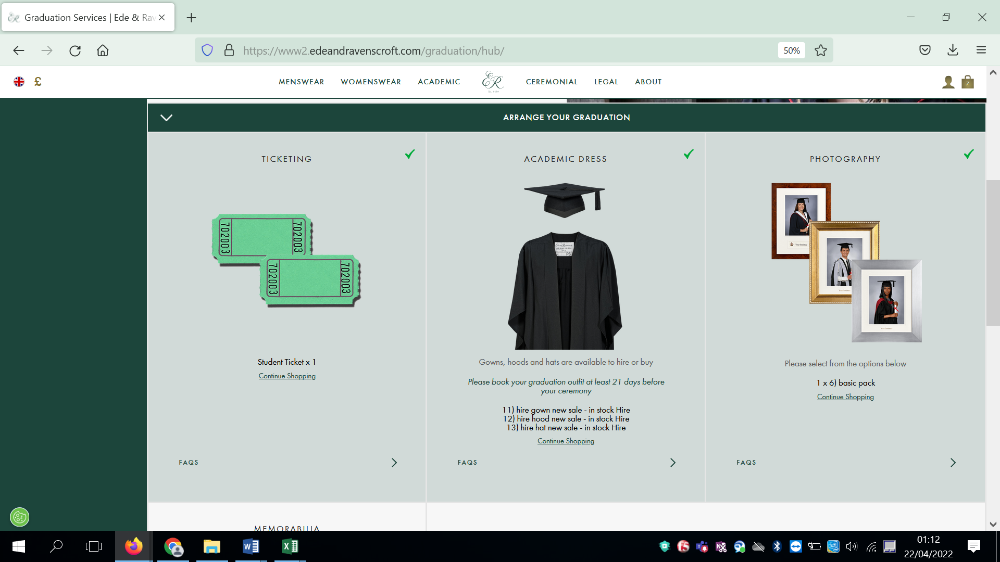 Graduation Services | Ede & Rav
https://www2.edeandravenscroft.com/graduation/hub/
50%
£
MENSWEAR
WOMENSWEAR
ACADEMIC
ER
CEREMONIAL
LEGAL
ABOUT
7
ARRANGE YOUR GRADUATION
TICKETING
702003
702003
702003
702003
Student Ticket x 1
Continue Shopping
FAQS
ACADEMIC DRESS
Gowns, hoods and hats are available to hire or buy
Please book your graduation outfit at least 21 days before
your ceremony
11) hire gown new sale - in stock Hire
12) hire hood new sale - in stock Hire
13) hire hat new sale - in stock Hire
Continue Shopping
FAQS
PHOTOGRAPHY
Please select from the options below
1 x 6) basic pack
Continue Shopping
FAQS
MEMORABILIA
01:12
22/04/2022